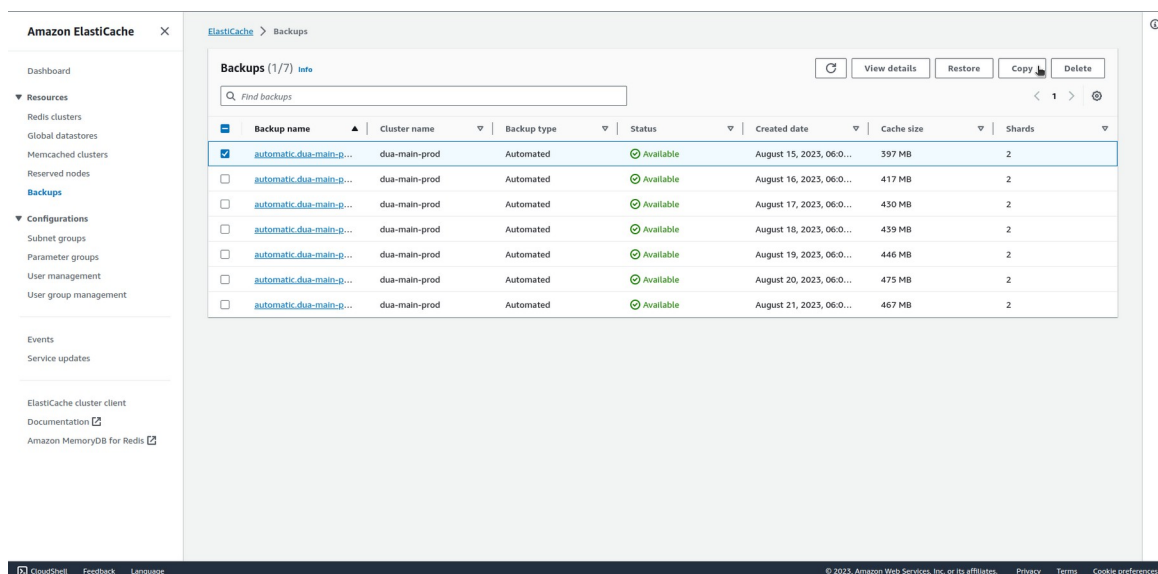 Amazon ElastiCache
Dashboard
Resources
Redis clusters
Global datastores
Memcached clusters
Reserved nodes
Backups
Configurations
Subnet groups
Parameter groups
User management
User group management
Events
Service updates
ElastiCache cluster client
Documentation
Amazon MemoryDB for Redis
ElastiCache > Backups
Backups (1/7) Info
View details Restore Copy Delete
Find backups
1
Backup name Cluster name Backup type Status Created date Cache size Shards
automatic.dua-main-p... dua-main-prod Automated Available August 15, 2023, 06:0... 397 MB 2
automatic.dua-main-p... dua-main-prod Automated Available August 16, 2023, 06:0... 417 MB 2
automatic.dua-main-p... dua-main-prod Automated Available August 17, 2023, 06:0... 430 MB 2
automatic.dua-main-p... dua-main-prod Automated Available August 18, 2023, 06:0... 439 MB 2
automatic.dua-main-p... dua-main-prod Automated Available August 19, 2023, 06:0... 446 MB 2
automatic.dua-main-p... dua-main-prod Automated Available August 20, 2023, 06:0... 475 MB 2
automatic.dua-main-p... dua-main-prod Automated Available August 21, 2023, 06:0... 467 MB 2
CloudShell Feedback Language © 2023, Amazon Web Services, Inc. or its affiliates. Privacy Terms Cookie preferences